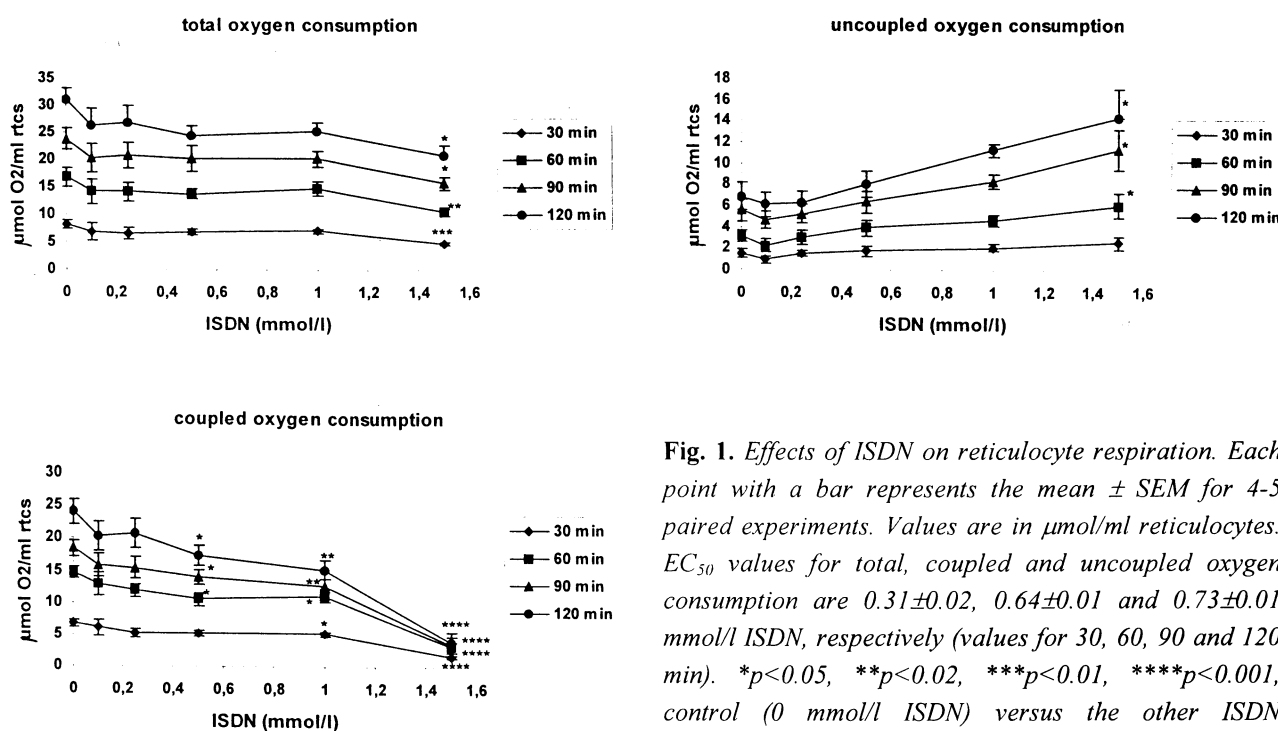 total oxygen consumption
µmol O2/ml rtcs
35
30
25
20
15
10
5
0
*
*
**
***
0 0,2 0,4 0,6 0,8 1 1,2 1,4 1,6
ISDN (mmol/l)
30 min
60 min
90 min
120 min
uncoupled oxygen consumption
µmol O2/ml rtcs
18
16
14
12
10
8
6
4
2
0
*
*
*
0 0,2 0,4 0,6 0,8 1 1,2 1,4 1,6
ISDN (mmol/l)
30 min
60 min
90 min
120 min
coupled oxygen consumption
µmol O2/ml rtcs
30
25
20
15
10
5
0
*
*
*
**
**
*
*
****
****
****
****
0 0,2 0,4 0,6 0,8 1 1,2 1,4 1,6
ISDN (mmol/l)
30 min
60 min
90 min
120 min
Fig. 1. Effects of ISDN on reticulocyte respiration. Each
point with a bar represents the mean ± SEM for 4-5
paired experiments. Values are in µmol/ml reticulocytes.
EC50 values for total, coupled and uncoupled oxygen
consumption are 0.31±0.02, 0.64±0.01 and 0.73±0.01
mmol/l ISDN, respectively (values for 30, 60, 90 and 120
min). *p<0.05, **p<0.02, ***p<0.01, ****p<0.001,
control (0 mmol/l ISDN) versus the other ISDN